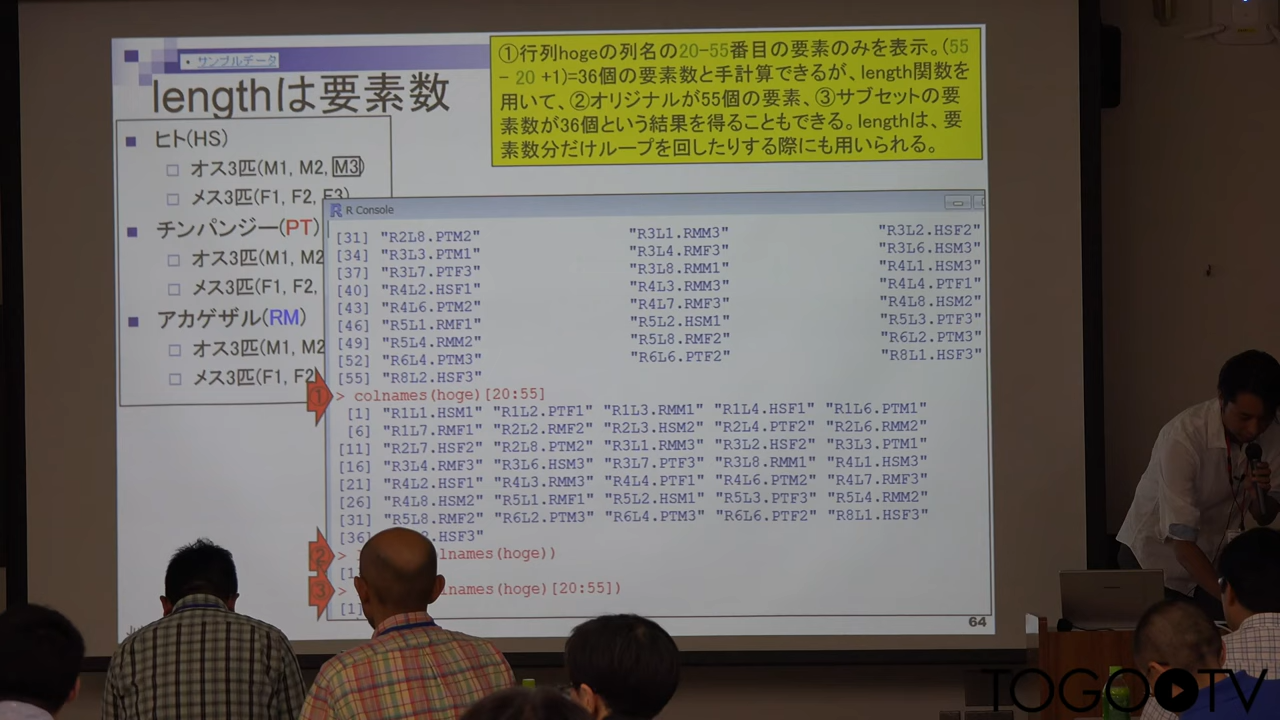 • サンプルデータ
lengthは要素数
①行列hogeの列名の20-55番目の要素のみを表示。(55
- 20 +1)=36個の要素数と手計算できるが、length関数を
用いて、②オリジナルが55個の要素、③サブセットの要
素数が36個という結果を得ることもできる。lengthは、要
素数分だけループを回したりする際にも用いられる。
ヒト(HS)
オス3匹(M1, M2, M3)
メス3匹(F1, F2, F3)
チンパンジー(PT)
オス3匹(M1, M2
メス3匹(F1, F2,
アカゲザル(RM)
オス3匹(M1, M2
メス3匹(F1, F2
R Console
[31] "R2L8.PTM2" "R3L1.RMM3" "R3L2.HSF2"
[34] "R3L3.PTM1" "R3L4.RMF3" "R3L6.HSM3"
[37] "R3L7.PTF3" "R3L8.RMM1" "R4L1.HSM3"
[40] "R4L2.HSF1" "R4L3.RMM3" "R4L4.PTF1"
[43] "R4L6.PTM2" "R4L7.RMF3" "R4L8.HSM2"
[46] "R5L1.RMF1" "R5L2.HSM1" "R5L3.PTF3"
[49] "R5L4.RMM2" "R5L8.RMF2" "R6L2.PTM3"
[52] "R6L4.PTM3" "R6L6.PTF2" "R8L1.HSF3"
[55] "R8L2.HSF3"
① > colnames(hoge)[20:55]
[1] "R1L1.HSM1" "R1L2.PTF1" "R1L3.RMM1" "R1L4.HSF1" "R1L6.PTM1"
[6] "R1L7.RMF1" "R2L2.RMF2" "R2L3.HSM2" "R2L4.PTF2" "R2L6.RMM2"
[11] "R2L7.HSF2" "R2L8.PTM2" "R3L1.RMM3" "R3L2.HSF2" "R3L3.PTM1"
[16] "R3L4.RMF3" "R3L6.HSM3" "R3L7.PTF3" "R3L8.RMM1" "R4L1.HSM3"
[21] "R4L2.HSF1" "R4L3.RMM3" "R4L4.PTF1" "R4L6.PTM2" "R4L7.RMF3"
[26] "R4L8.HSM2" "R5L1.RMF1" "R5L2.HSM1" "R5L3.PTF3" "R5L4.RMM2"
[31] "R5L8.RMF2" "R6L2.PTM3" "R6L4.PTM3" "R6L6.PTF2" "R8L1.HSF3"
[36 .HSF3"
② > lnames(hoge))
[1
③ > lnames(hoge)[20:55])
[1]
64
TOGO TV